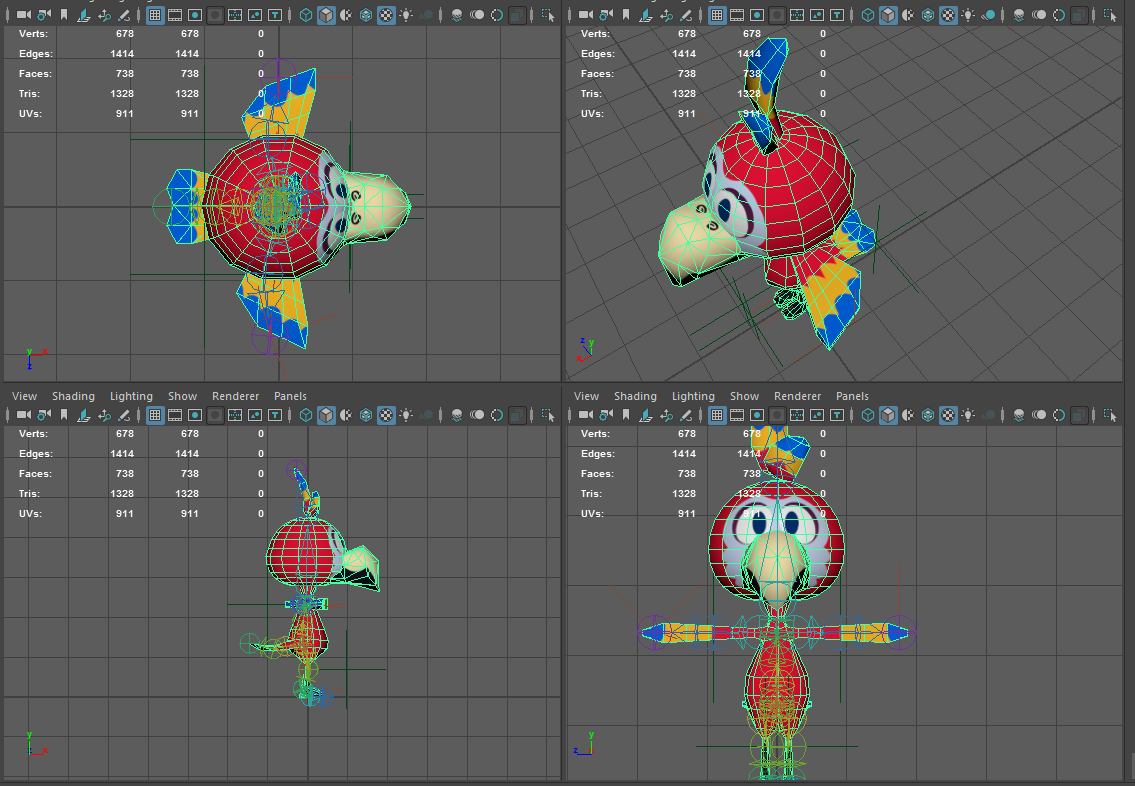 Verts: 678 678 0
Edges: 1414 1414 0
Faces: 738 738 0
Tris: 1328 1328 0
UVs: 911 911 0
y x
z
Verts: 678 678 0
Edges: 1414 1414 0
Faces: 738 738 0
Tris: 1328 1328 0
UVs: 911 911 0
z y
x
View Shading Lighting Show Renderer Panels
Verts: 678 678 0
Edges: 1414 1414 0
Faces: 738 738 0
Tris: 1328 1328 0
UVs: 911 911 0
y
z x
View Shading Lighting Show Renderer Panels
Verts: 678 678 0
Edges: 1414 1414 0
Faces: 738 738 0
Tris: 1328 1328 0
UVs: 911 911 0
y
z